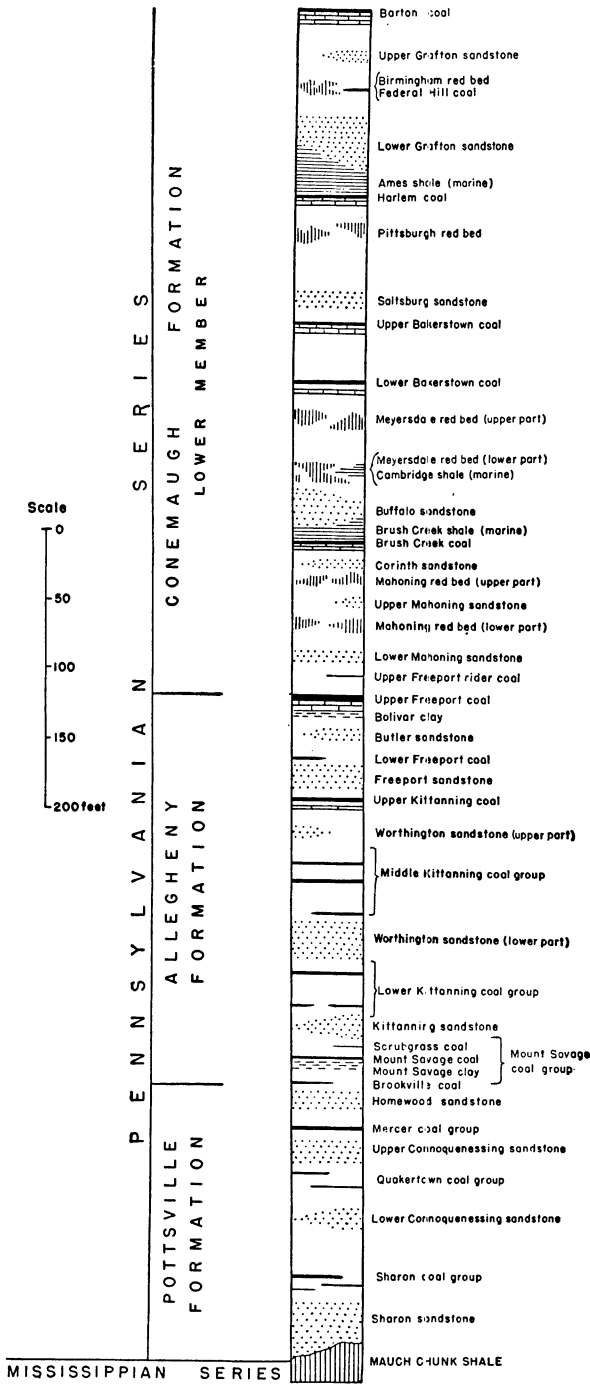 Barton coal
Upper Grafton sandstone
Birmingham red bed
Federal Hill coal
Lower Grafton sandstone
Ames shale (marine)
Harlem coal
Pittsburgh red bed
Saltsburg sandstone
Upper Bakerstown coal
Lower Bakerstown coal
Meyersdale red bed (upper part)
Meyersdale red bed (lower part)
Cambridge shale (marine)
Buffalo sandstone
Brush Creek shale (marine)
Brush Creek coal
Corinth sandstone
Mahoning red bed (upper part)
Upper Mahoning sandstone
Mahoning red bed (lower part)
Lower Mahoning sandstone
Upper Freeport rider coal
Upper Freeport coal
Bolivar clay
Butler sandstone
Lower Freeport coal
Freeport sandstone
Upper Kittanning coal
Worthington sandstone (upper part)
Middle Kittanning coal group
Worthington sandstone (lower part)
Lower Kittanning coal group
Kittanning sandstone
Scrubgrass coal
Mount Savage coal
Mount Savage clay
Mount Savage
coal group
Brookville coal
Homewood sandstone
Mercer coal group
Upper Connoquenessing sandstone
Quakertown coal group
Lower Connoquenessing sandstone
Sharon coal group
Sharon sandstone
MAUCH CHUNK SHALE
PENNSYLVANIAN SERIES
CONEMAUGH FORMATION
LOWER MEMBER
ALLEGHENY
FORMATION
POTTSVILLE
FORMATION
MISSISSIPPIAN SERIES
Scale
0
50
100
150
200 feet